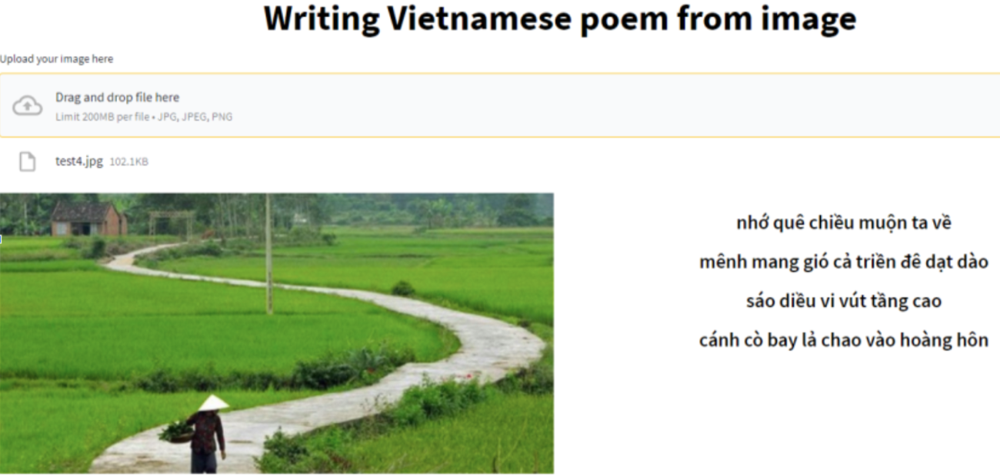 Writing Vietnamese poem from image
Upload your image here
Drag and drop file here
Limit 200MB per file • JPG, JPEG, PNG
test4.jpg 102.1KB
nhớ quê chiều muộn ta về
mênh mang gió cả triền đê dạt dào
sáo diều vi vút tầng cao
cánh cò bay lả chao vào hoàng hôn